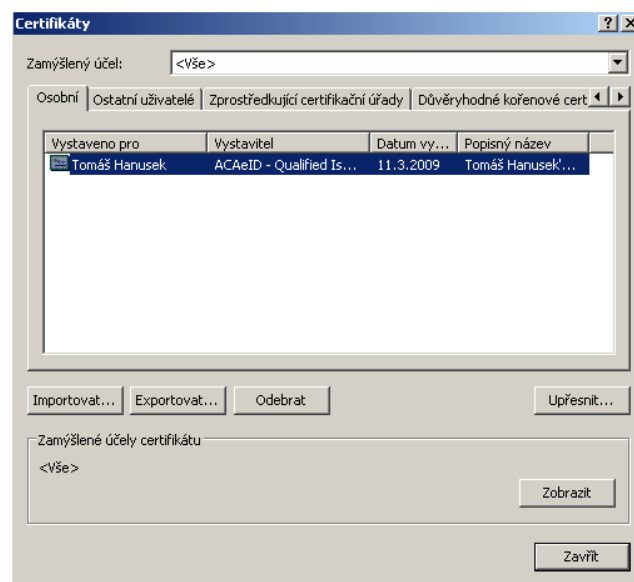 Certifikáty
Zamýšlený účel: <Vše>
Osobní Ostatní uživatelé Zprostředkující certifikační úřady Důvěryhodné kořenové cert
Vystaveno pro Vystavitel Datum vy... Popisný název
Tomáš Hanusek ACAeID - Qualified Is... 11.3.2009 Tomáš Hanusek'...
Importovat... Exportovat... Odebrat Upřesnit...
Zamýšlené účely certifikátu
<Vše>
Zobrazit
Zavřít